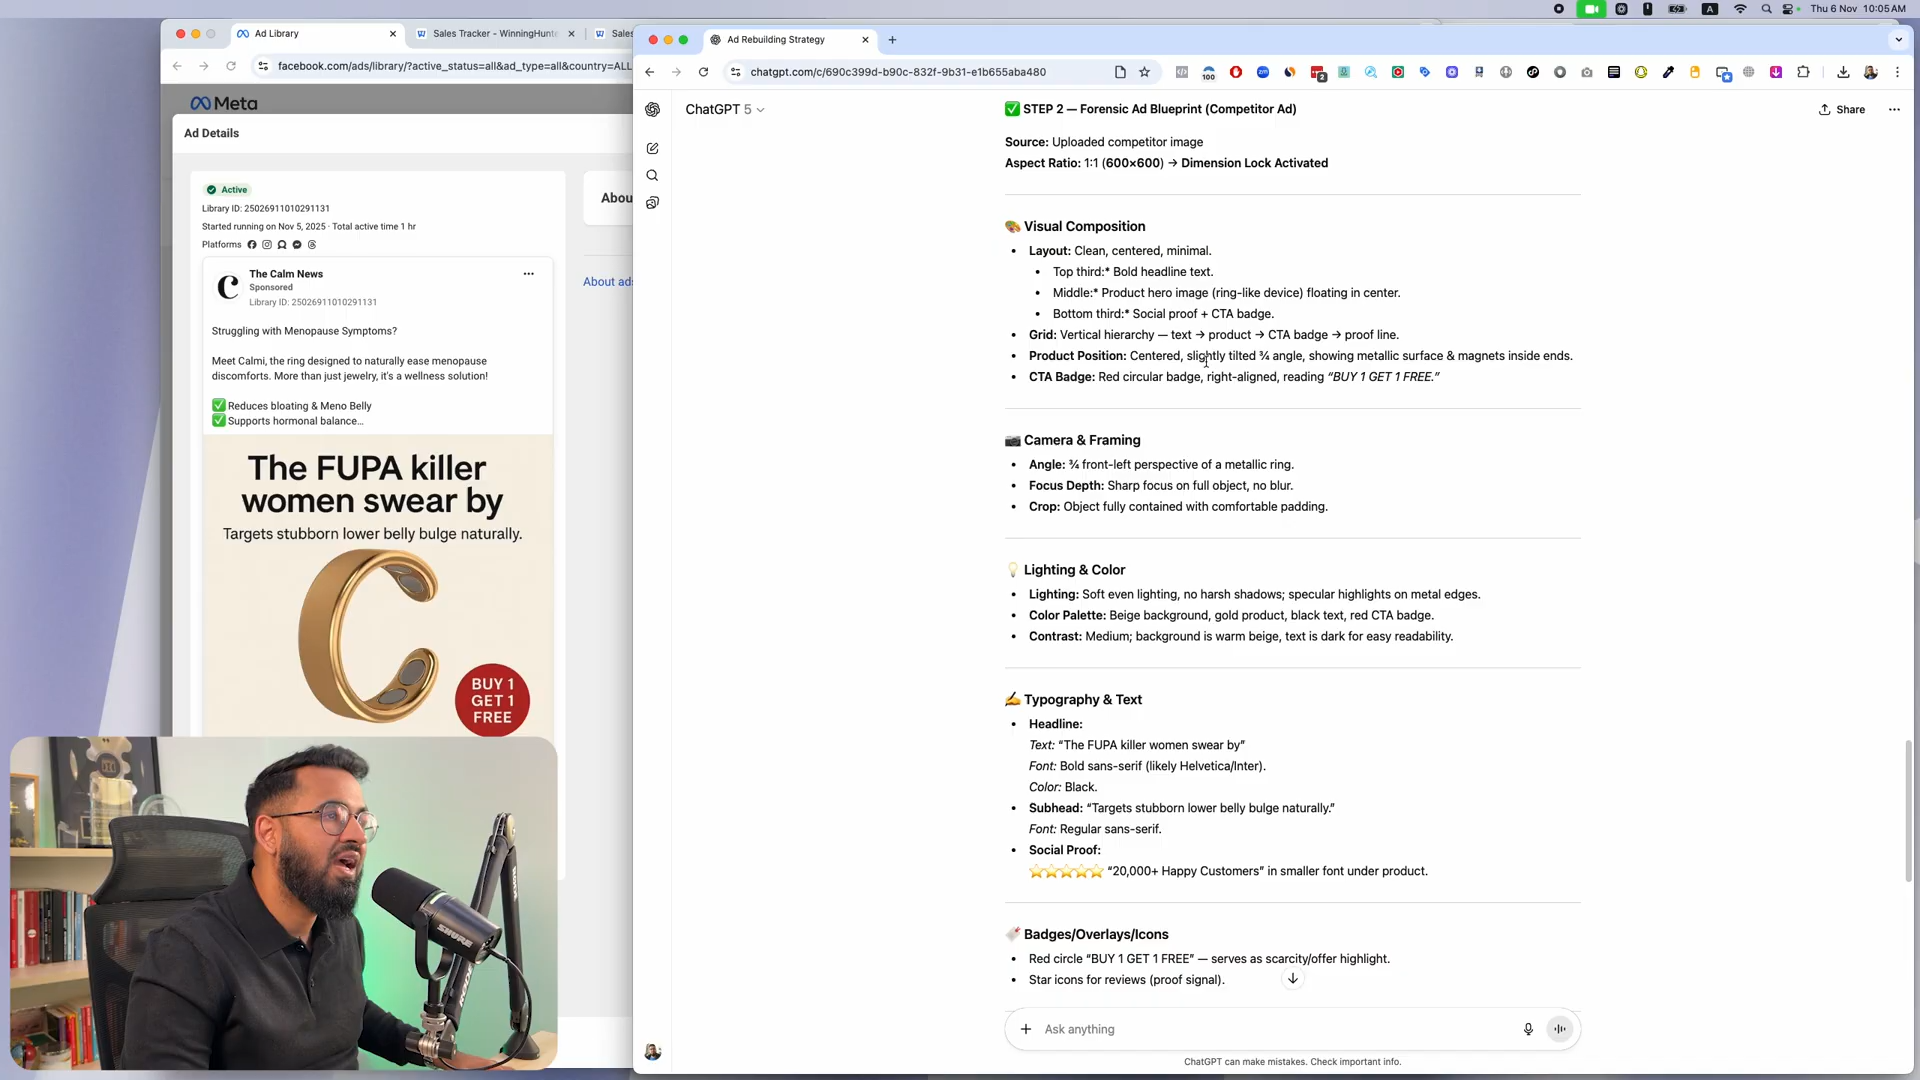 Thu 6 Nov 10:05 AM
Ad Library
Sales Tracker - WinningHunte
Sales
facebook.com/ads/library/?active_status=all&ad_type=all&country=ALL
Meta
Ad Details
Active
Library ID: 25026911010291131
Started running on Nov 5, 2025 · Total active time 1 hr
Platforms
The Calm News
Sponsored
Library ID: 25026911010291131
Struggling with Menopause Symptoms?
Meet Calmi, the ring designed to naturally ease menopause
discomforts. More than just jewelry, it's a wellness solution!
✅ Reduces bloating & Meno Belly
✅ Supports hormonal balance...
The FUPA killer
women swear by
Targets stubborn lower belly bulge naturally.
BUY 1
GET 1
FREE
Abou
About ads
SHURE
Ad Rebuilding Strategy
chatgpt.com/c/690c399d-b90c-832f-9b31-e1b655aba480
100
2
ChatGPT 5
Share
✅ STEP 2 — Forensic Ad Blueprint (Competitor Ad)
Source: Uploaded competitor image
Aspect Ratio: 1:1 (600×600) → Dimension Lock Activated
🎨 Visual Composition
• Layout: Clean, centered, minimal.
• Top third:* Bold headline text.
• Middle:* Product hero image (ring-like device) floating in center.
• Bottom third:* Social proof + CTA badge.
• Grid: Vertical hierarchy — text → product → CTA badge → proof line.
• Product Position: Centered, slightly tilted ¾ angle, showing metallic surface & magnets inside ends.
• CTA Badge: Red circular badge, right-aligned, reading “BUY 1 GET 1 FREE.”
📷 Camera & Framing
• Angle: ¾ front-left perspective of a metallic ring.
• Focus Depth: Sharp focus on full object, no blur.
• Crop: Object fully contained with comfortable padding.
💡 Lighting & Color
• Lighting: Soft even lighting, no harsh shadows; specular highlights on metal edges.
• Color Palette: Beige background, gold product, black text, red CTA badge.
• Contrast: Medium; background is warm beige, text is dark for easy readability.
✍️ Typography & Text
• Headline:
Text: “The FUPA killer women swear by”
Font: Bold sans-serif (likely Helvetica/Inter).
Color: Black.
• Subhead: “Targets stubborn lower belly bulge naturally.”
Font: Regular sans-serif.
• Social Proof:
⭐⭐⭐⭐⭐ “20,000+ Happy Customers” in smaller font under product.
Badges/Overlays/Icons
• Red circle “BUY 1 GET 1 FREE” — serves as scarcity/offer highlight.
• Star icons for reviews (proof signal).
Ask anything
ChatGPT can make mistakes. Check important info.